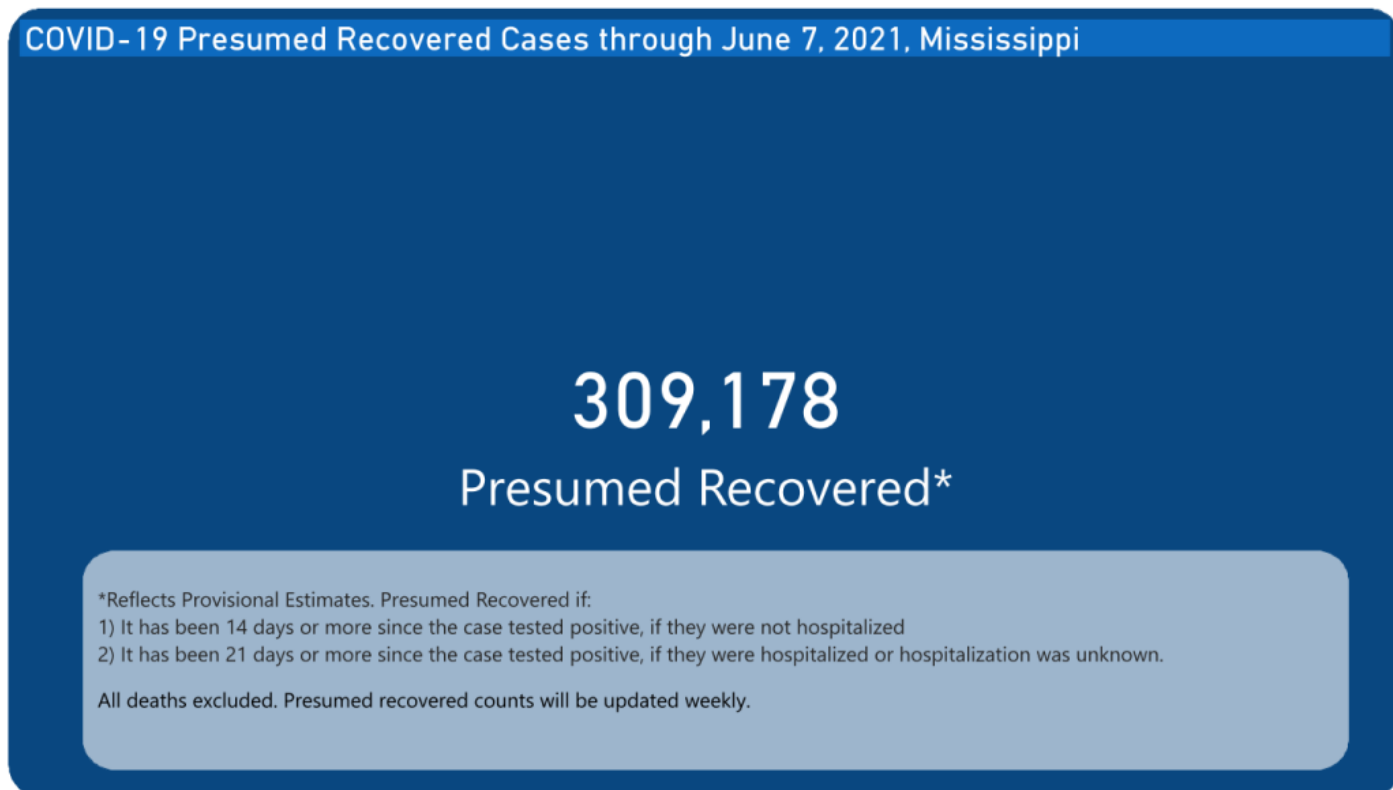 COVID-19 Presumed Recovered Cases through June 7, 2021, Mississippi
309,178
Presumed Recovered*
*Reflects Provisional Estimates. Presumed Recovered if:
1) It has been 14 days or more since the case tested positive, if they were not hospitalized
2) It has been 21 days or more since the case tested positive, if they were hospitalized or hospitalization was unknown.
All deaths excluded. Presumed recovered counts will be updated weekly.